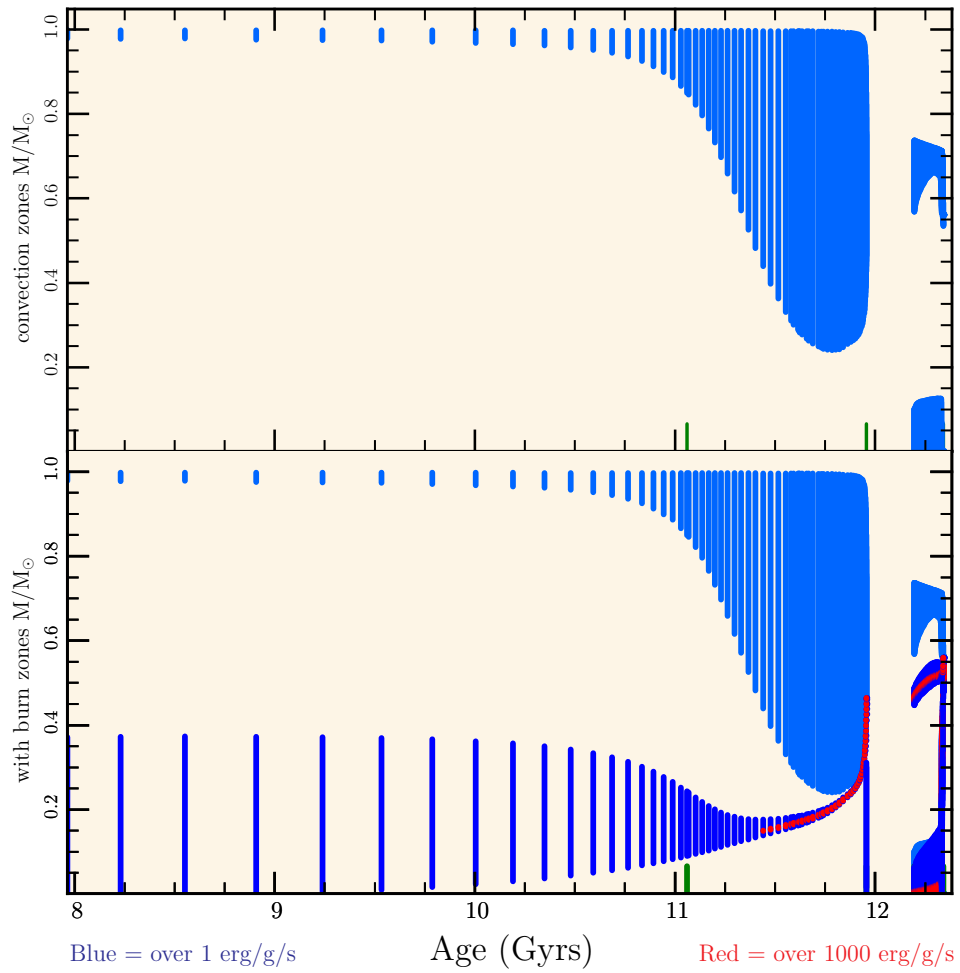 1.0
0.8
0.6
0.4
0.2
convection zones M/M☉
1.0
0.8
0.6
0.4
0.2
with burn zones M/M☉
8 9 10 11 12
Blue = over 1 erg/g/s Age (Gyrs) Red = over 1000 erg/g/s